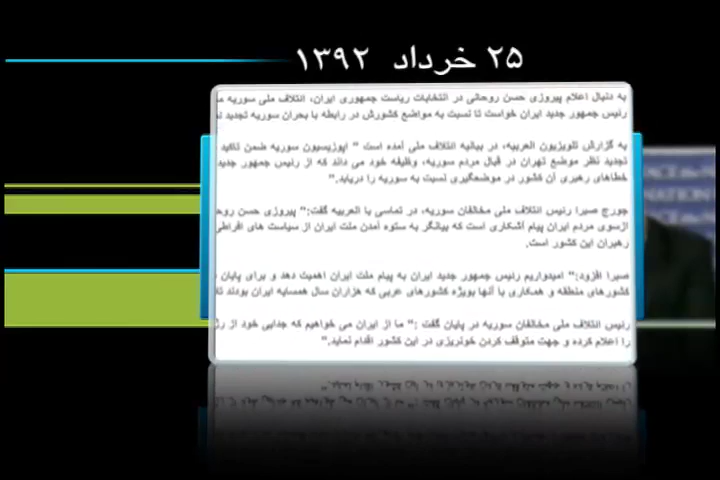 ۲۵ خرداد ۱۳۹۲
به دنبال اعلام پیروزی حسن روحانی در انتخابات ریاست جمهوری ایران، ائتلاف ملی سوریه
رئیس جمهور جدید ایران خواست تا نسبت به مواضع کشورش در رابطه با بحران سوریه تجدید
به گزارش تلویزیون العربیه، در بیانیه ائتلاف ملی آمده است " اپوزیسیون سوریه ضمن تاکید
تجدید نظر موضع تهران در قبال مردم سوریه، وظیفه خود می داند که از رئیس جمهور جدید
خطاهای رهبری آن کشور در موضعگیری نسبت به سوریه را دریابد."
جورج صبرا رئیس ائتلاف ملی مخالفان سوریه، در تماسی با العربیه گفت:" پیروزی حسن
ازسوی مردم ایران پیام آشکاری است که بیانگر به ستوه آمدن ملت ایران از سیاست های افراطی
رهبران این کشور است.
صبرا افزود:" امیدواریم رئیس جمهور جدید ایران به پیام ملت ایران اهمیت دهد و برای پایان
کشورهای منطقه و همکاری با آنها بویژه کشورهای عربی که هزاران سال همسایه ایران بودند
رئیس ائتلاف ملی مخالفان سوریه در پایان گفت :" ما از ایران می خواهیم که جدایی خود از
را اعلام کرده و جهت متوقف کردن خونریزی در این کشور اقدام نماید."
NATION